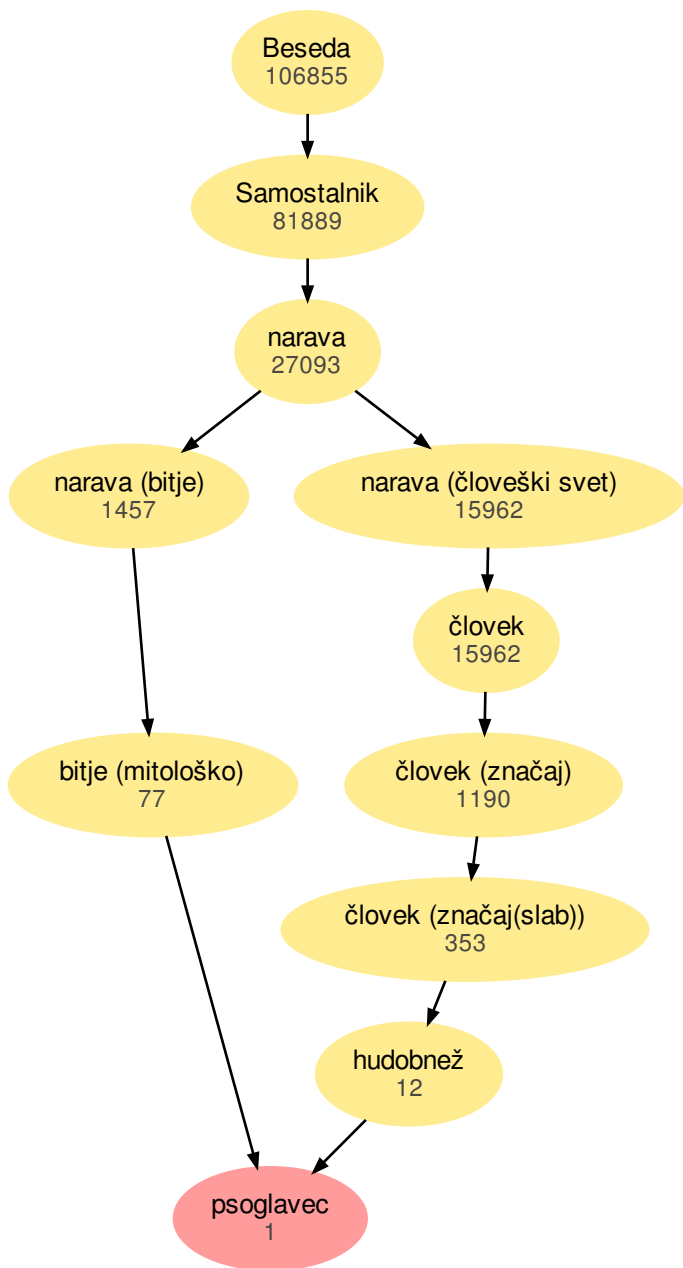 Beseda
106855
Samostalnik
81889
narava
27093
narava (bitje)
1457
narava (človeški svet)
15962
človek
15962
bitje (mitološko)
77
človek (značaj)
1190
človek (značaj(slab))
353
hudobnež
12
psoglavec
1